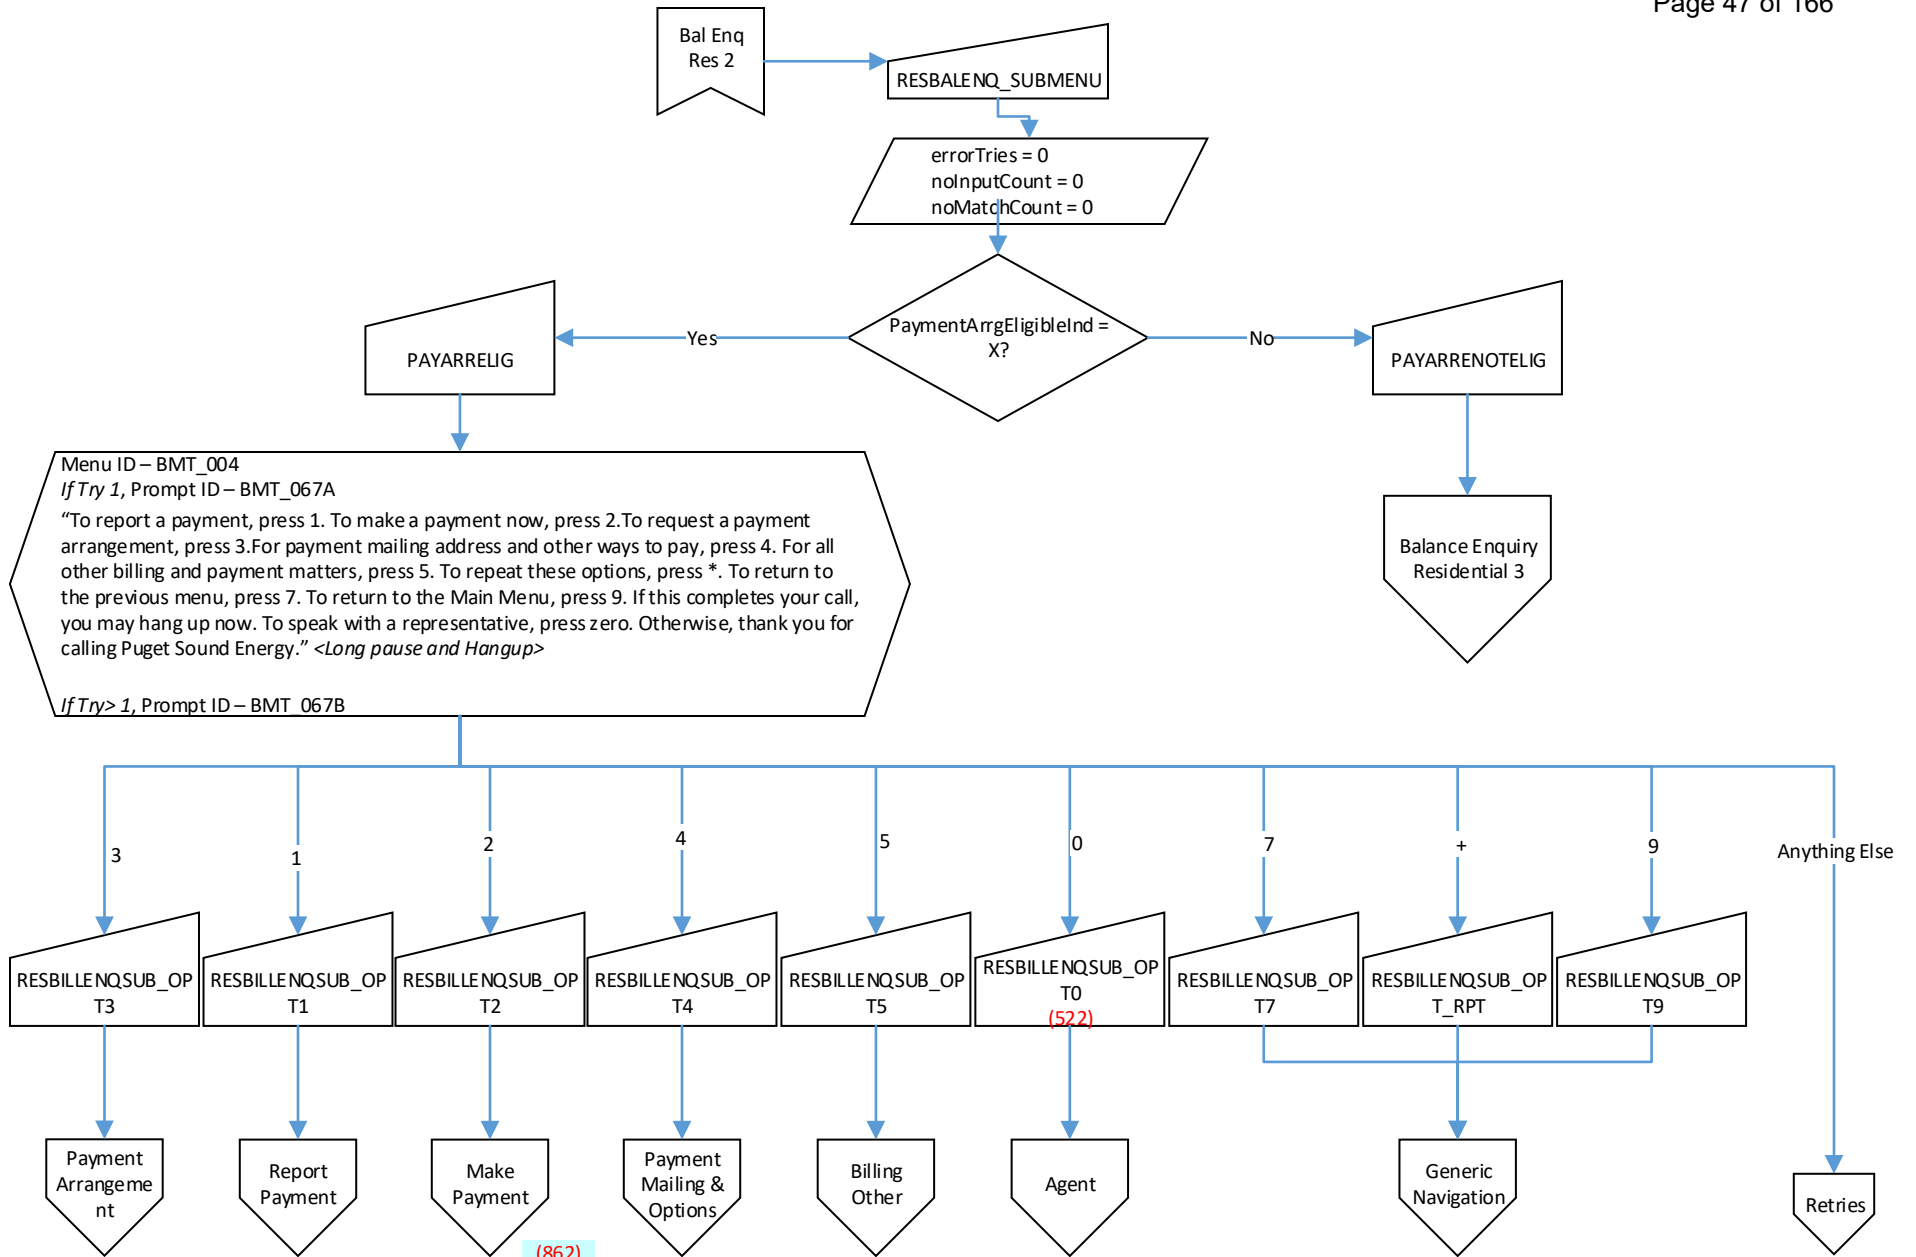 Page 47 of 166
Bal Enq
Res 2
RESBALENQ_SUBMENU
errorTries = 0
noInputCount = 0
noMatchCount = 0
PaymentArrgEligibleInd =
X?
Yes
No
PAYARRELIG
PAYARRENOTELIG
Menu ID – BMT_004
If Try 1, Prompt ID – BMT_067A
“To report a payment, press 1. To make a payment now, press 2.To request a payment
arrangement, press 3.For payment mailing address and other ways to pay, press 4. For all
other billing and payment matters, press 5. To repeat these options, press *. To return to
the previous menu, press 7. To return to the Main Menu, press 9. If this completes your call,
you may hang up now. To speak with a representative, press zero. Otherwise, thank you for
calling Puget Sound Energy.” <Long pause and Hangup>
If Try> 1, Prompt ID – BMT_067B
Balance Enquiry
Residential 3
3
1
2
4
5
0
7
+
9
Anything Else
RESBILLENQSUB_OP
T3
RESBILLENQSUB_OP
T1
RESBILLENQSUB_OP
T2
RESBILLENQSUB_OP
T4
RESBILLENQSUB_OP
T5
RESBILLENQSUB_OP
T0
(522)
RESBILLENQSUB_OP
T7
RESBILLENQSUB_OP
T_RPT
RESBILLENQSUB_OP
T9
Payment
Arrangeme
nt
Report
Payment
Make
Payment
(862)
Payment
Mailing &
Options
Billing
Other
Agent
Generic
Navigation
Retries